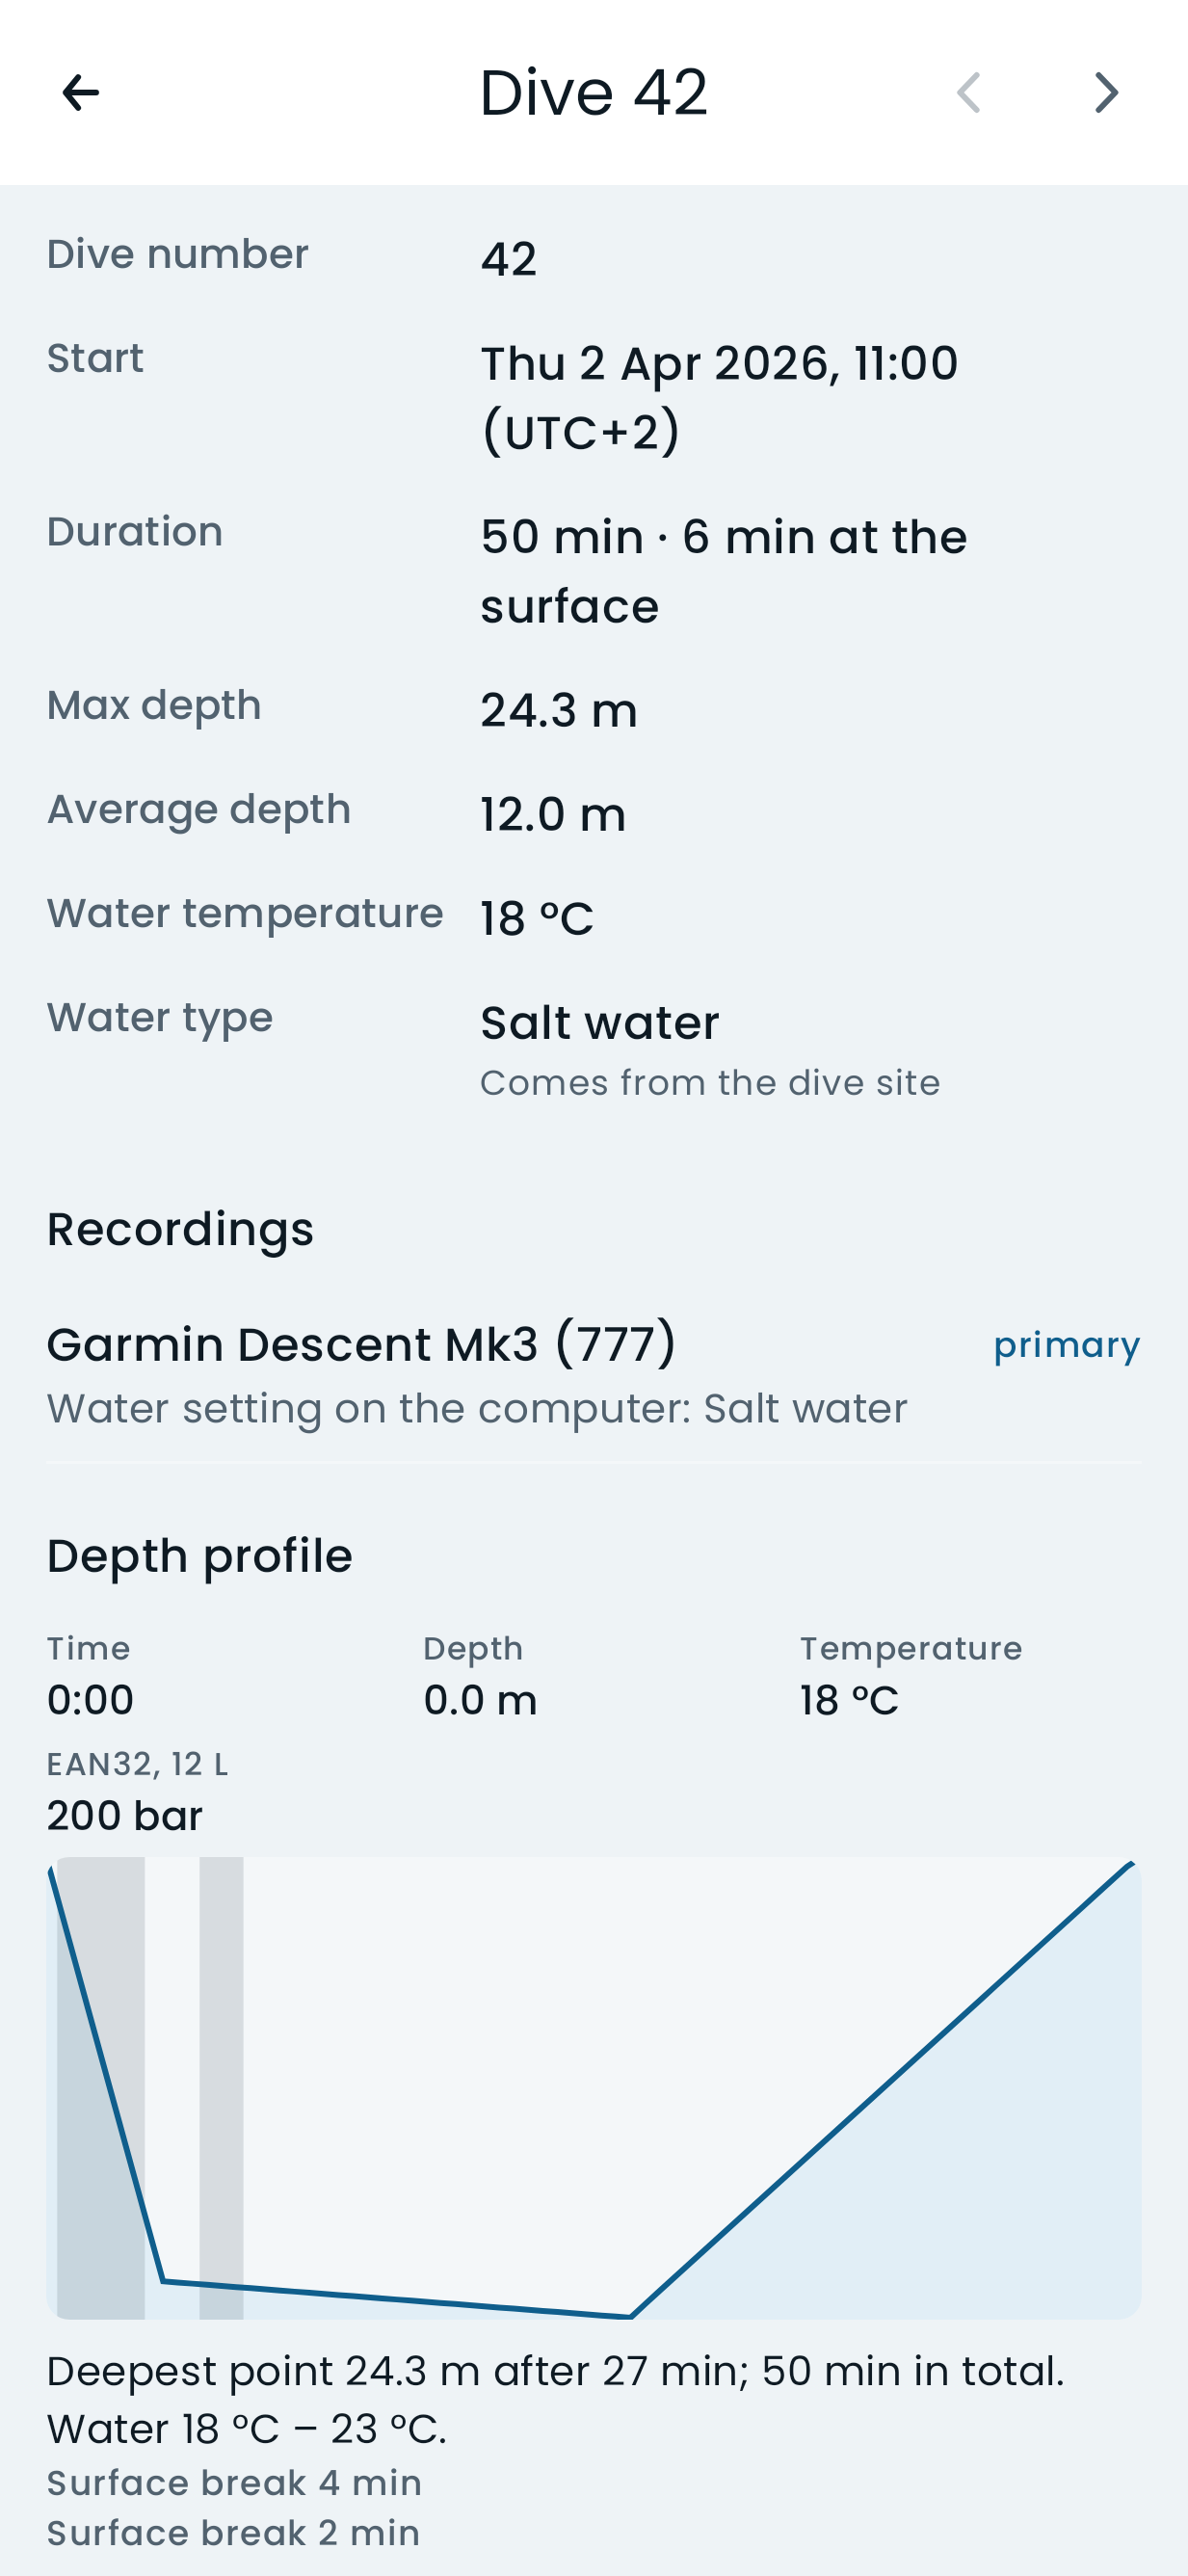 Dive 42
Dive number
42
Start
Thu 2 Apr 2026, 11:00
(UTC+2)
Duration
50 min · 6 min at the
surface
Max depth
24.3 m
Average depth
12.0 m
Water temperature
18 °C
Water type
Salt water
Comes from the dive site
Recordings
Garmin Descent Mk3 (777)
primary
Water setting on the computer: Salt water
Depth profile
Time
0:00
Depth
0.0 m
Temperature
18 °C
EAN32, 12 L
200 bar
Deepest point 24.3 m after 27 min; 50 min in total.
Water 18 °C – 23 °C.
Surface break 4 min
Surface break 2 min